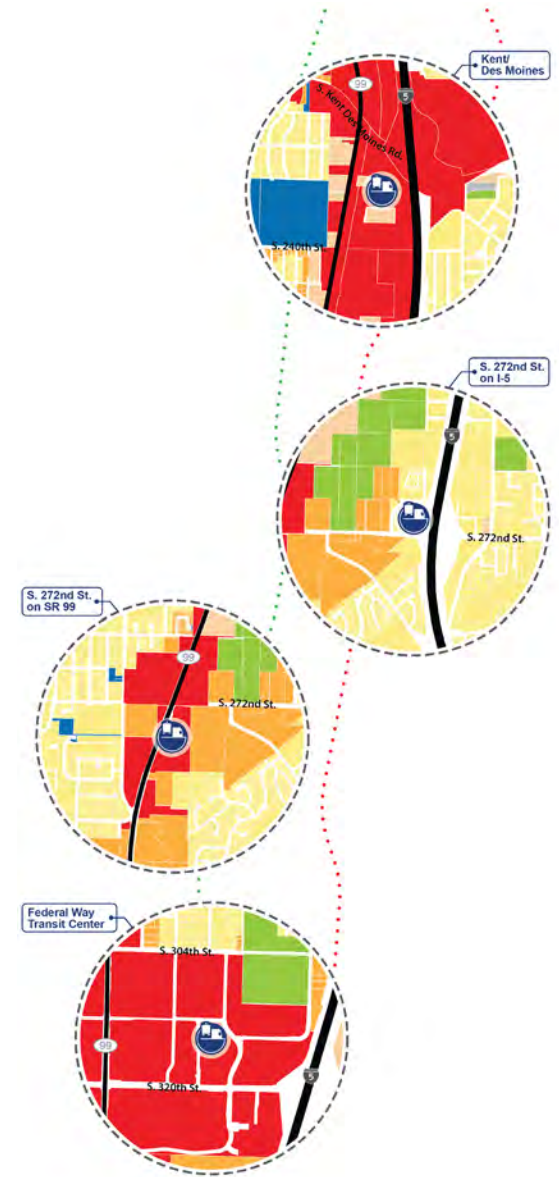 Kent/
Des Moines
99
5
S. Kent Des Moines Rd.
S. 240th St.
S. 272nd St.
on I-5
5
S. 272nd St.
S. 272nd St.
on SR 99
99
S. 272nd St.
Federal Way
Transit Center
S. 304th St.
99
S. 320th St.
5